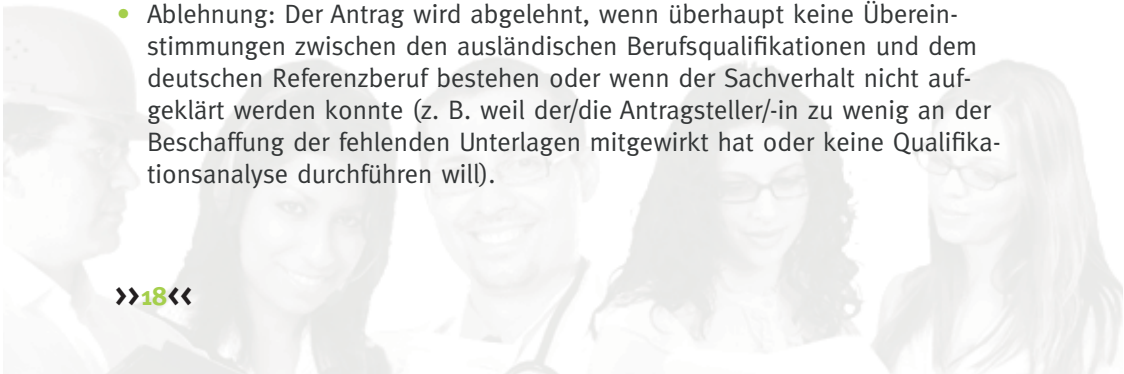 • Ablehnung: Der Antrag wird abgelehnt, wenn überhaupt keine Überein-
stimmungen zwischen den ausländischen Berufsqualifikationen und dem
deutschen Referenzberuf bestehen oder wenn der Sachverhalt nicht auf-
geklärt werden konnte (z. B. weil der/die Antragsteller/-in zu wenig an der
Beschaffung der fehlenden Unterlagen mitgewirkt hat oder keine Qualifika-
tionsanalyse durchführen will).
››18‹‹